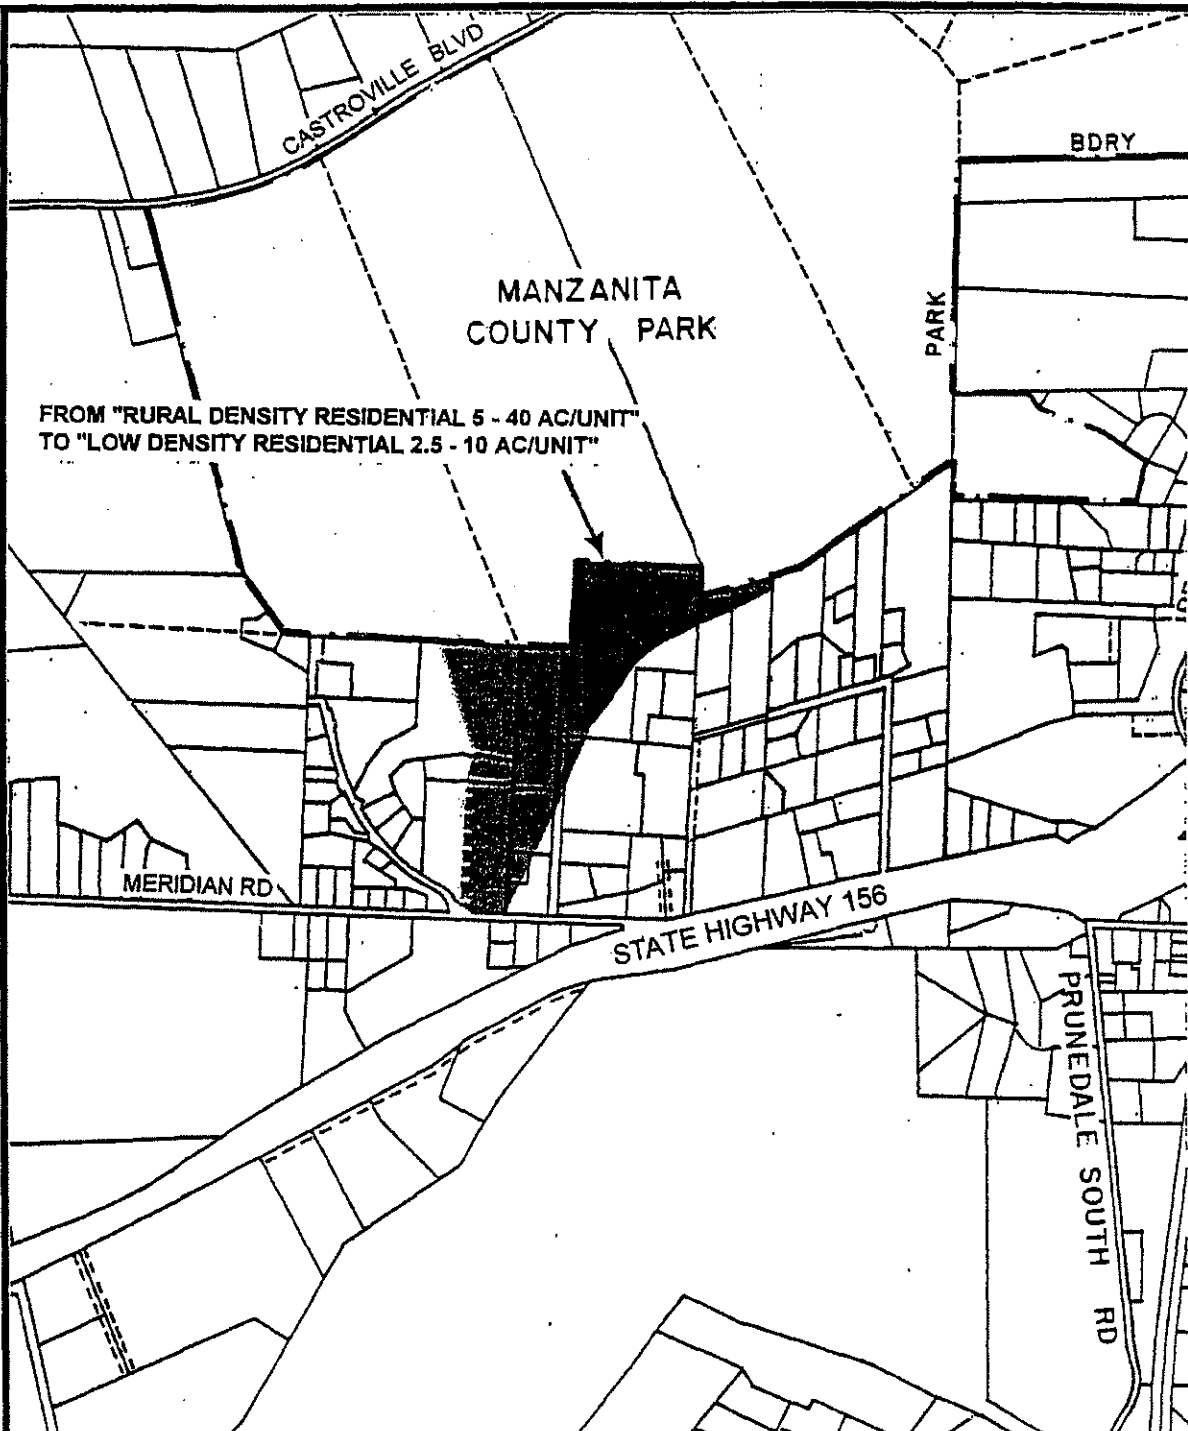 CASTROVILLE BLVD
BDRY
MANZANITA
COUNTY PARK
PARK
FROM "RURAL DENSITY RESIDENTIAL 5 - 40 AC/UNIT"
TO "LOW DENSITY RESIDENTIAL 2.5 - 10 AC/UNIT"
MERIDIAN RD
STATE HIGHWAY 156
PRUNEDALE SOUTH RD